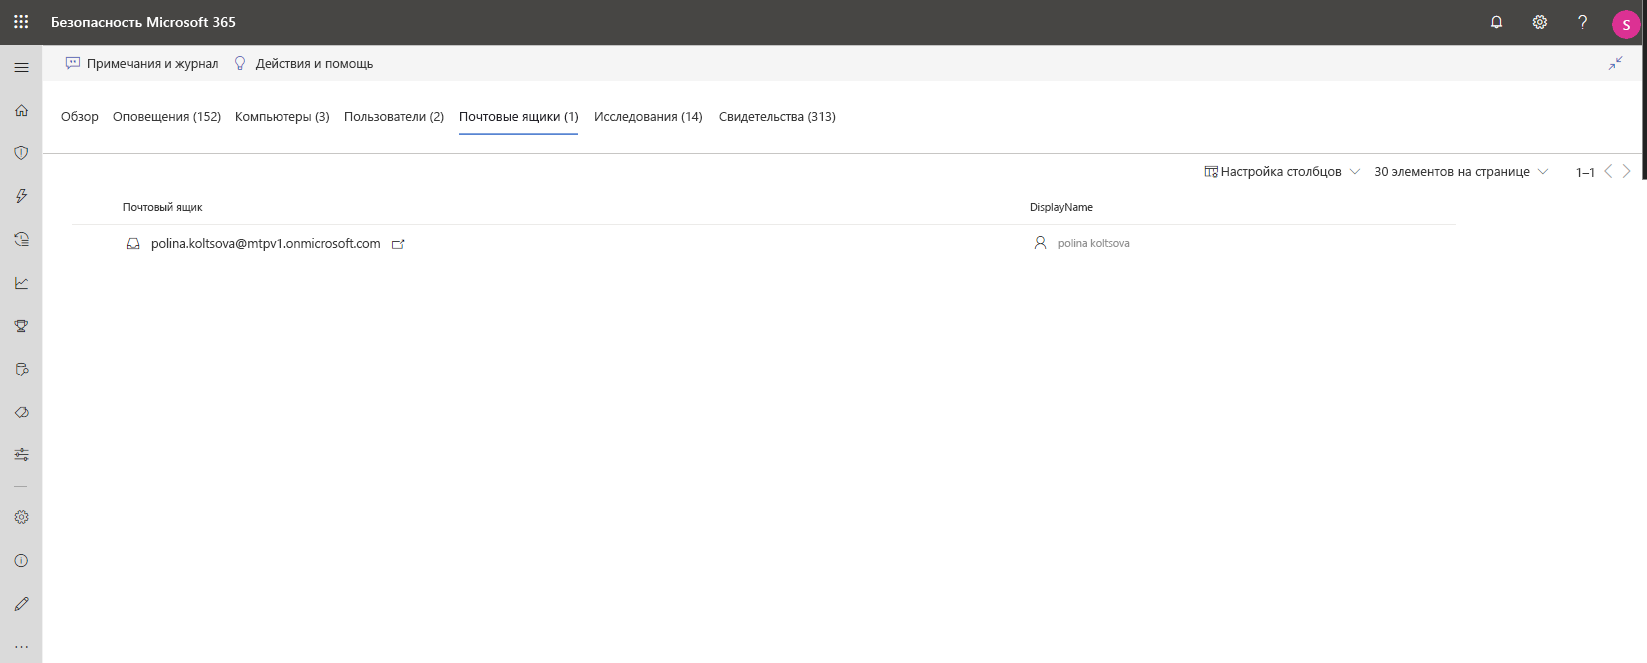 Безопасность Microsoft 365
S
Примечания и журнал Действия и помощь
Обзор Оповещения (152) Компьютеры (3) Пользователи (2) Почтовые ящики (1) Исследования (14) Свидетельства (313)
Настройка столбцов 30 элементов на странице 1–1
Почтовый ящик DisplayName
polina.koltsova@mtpv1.onmicrosoft.com polina koltsova